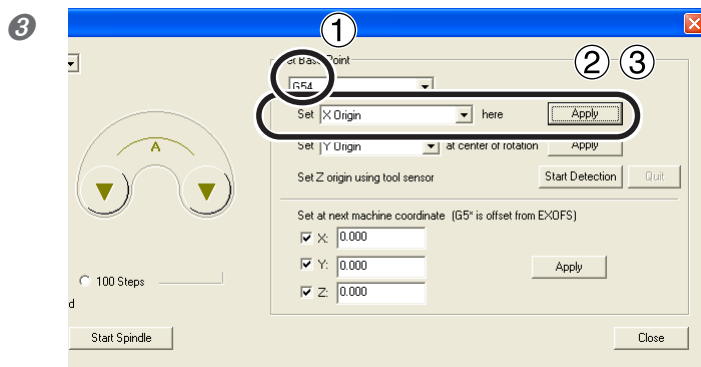 3
1
Set Base Point
2 3
G54
Set X Origin here Apply
A
Set Y Origin at center of rotation Apply
Set Z origin using tool sensor Start Detection Quit
Set at next machine coordinate (G5* is offset from EXOFS)
X: 0.000
Y: 0.000 Apply
100 Steps
Z: 0.000
d
Start Spindle Close